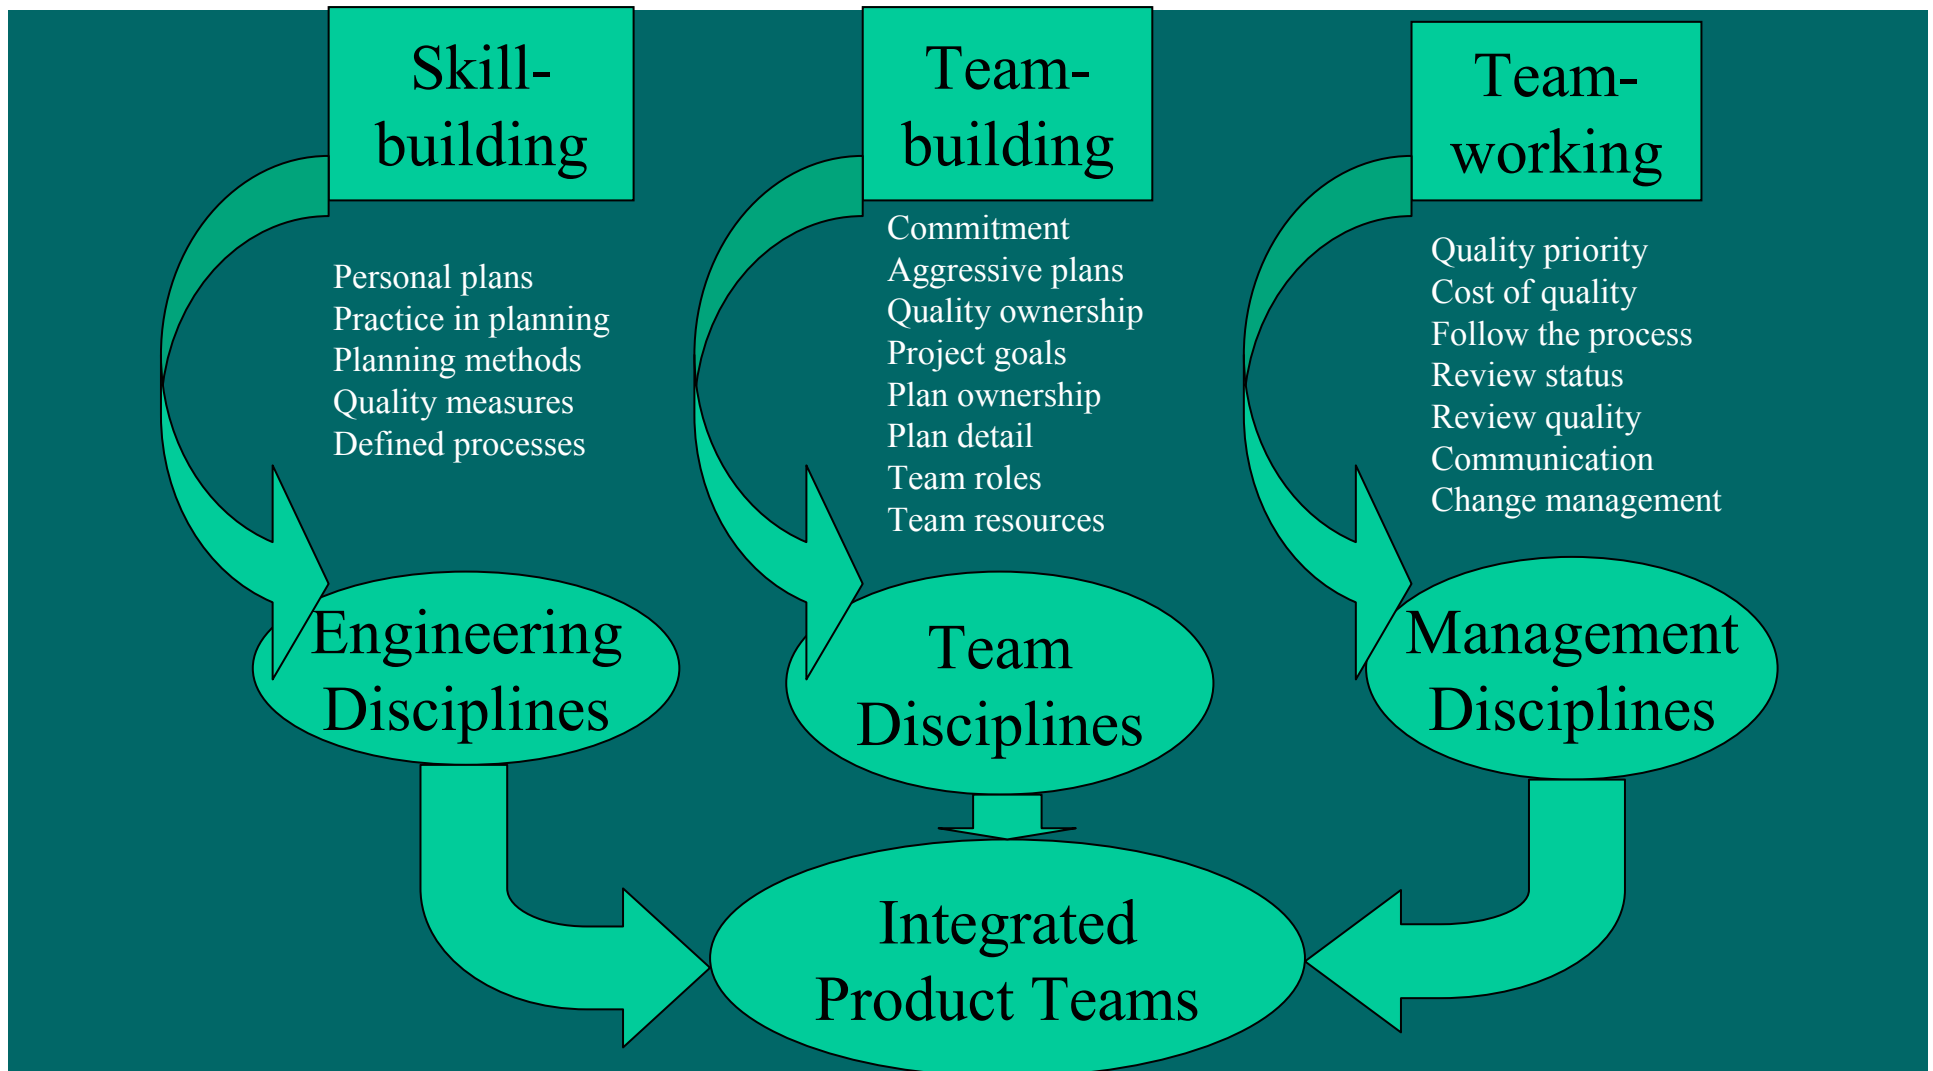 Skill-
building
Personal plans
Practice in planning
Planning methods
Quality measures
Defined processes
Engineering
Disciplines
Team-
building
Commitment
Aggressive plans
Quality ownership
Project goals
Plan ownership
Plan detail
Team roles
Team resources
Team
Disciplines
Team-
working
Quality priority
Cost of quality
Follow the process
Review status
Review quality
Communication
Change management
Management
Disciplines
Integrated
Product Teams